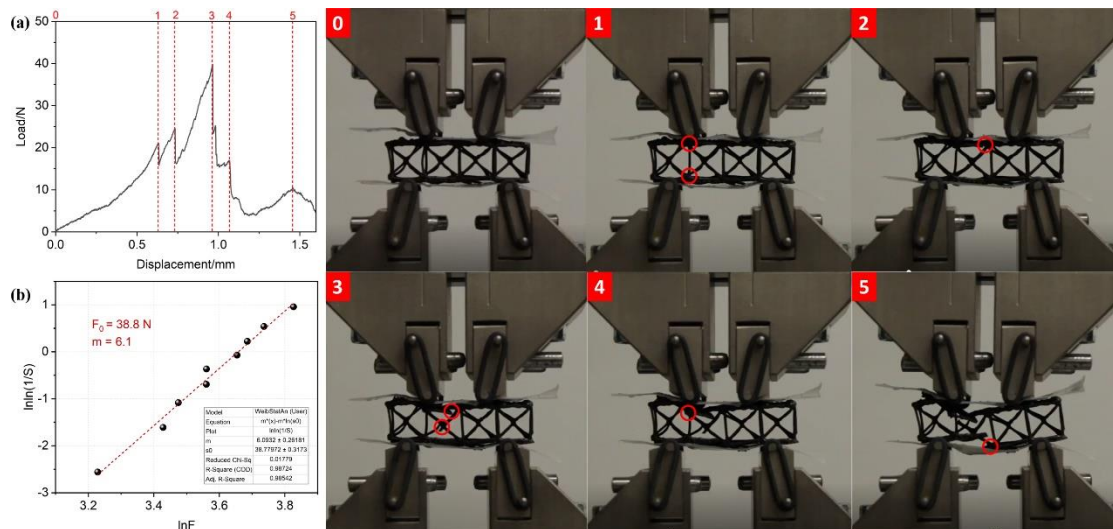 (a)
0 1 2 3 4 5
50
40
30
20
10
0
Load/N
0.0 0.5 1.0 1.5
Displacement/mm
0
1
2
(b)
F0 = 38.8 N
m = 6.1
1
0
-1
-2
-3
lnln(1/S)
Model WeibStatAn (User)
Equation m*(x)-m*ln(s0)
Plot lnln(1/S)
m 6.0932 ± 0.26181
s0 38.77972 ± 0.3173
Reduced Chi-Sq 0.01779
R-Square (COD) 0.98724
Adj. R-Square 0.98542
3.2 3.4 3.6 3.8
lnF
3
4
5